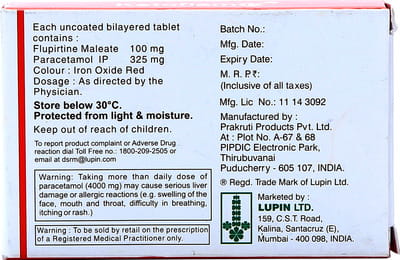 Each uncoated bilayered tablet
contains :
Flupirtine Maleate 100 mg
Paracetamol IP 325 mg
Colour : Iron Oxide Red
Dosage : As directed by the
Physician.
Store below 30°C.
Protected from light & moisture.
Keep out of reach of children.
To report product complaint or Adverse Drug
reaction dial Toll Free no.: 1800-209-2505 or
email at dsrm@lupin.com
Warning: Taking more than daily dose of
paracetamol (4000 mg) may cause serious liver
damage or allergic reactions (e.g. swelling of the
face, mouth and throat, difficulty in breathing,
itching or rash.)
Warning : To be sold by retail on the prescription
of a Registered Medical Practitioner only.
Batch No.:
Mfg. Date:
Expiry Date:
M. R. P.₹:
(Inclusive of all taxes)
Mfg. Lic No.: 11 14 3092
Manufactured by :
Prakruti Products Pvt. Ltd.
At : Plot No. A-67 & 68
PIPDIC Electronic Park,
Thirubuvanai
Puducherry - 605 107, INDIA.
® Regd. Trade Mark of Lupin Ltd.
Marketed by :
LUPIN LTD.
159, C.S.T. Road,
Kalina, Santacruz (E),
Mumbai - 400 098, INDIA.